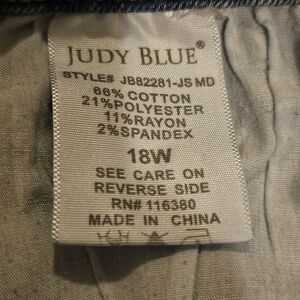 JUDY BLUE®
STYLE# JB82281-JS MD
66% COTTON
21% POLYESTER
11% RAYON
2% SPANDEX
18W
SEE CARE ON
REVERSE SIDE
RN# 116380
MADE IN CHINA